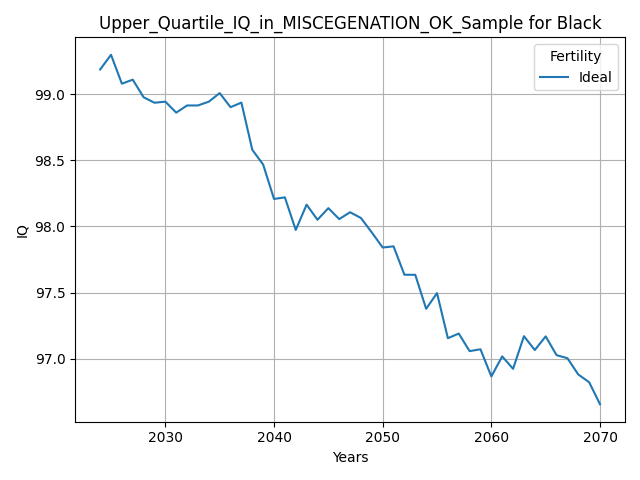 Upper_Quartile_IQ_in_MISCEGENATION_OK_Sample for Black
Fertility
Ideal
99.0
98.5
98.0
97.5
97.0
IQ
2030
2040
2050
2060
2070
Years